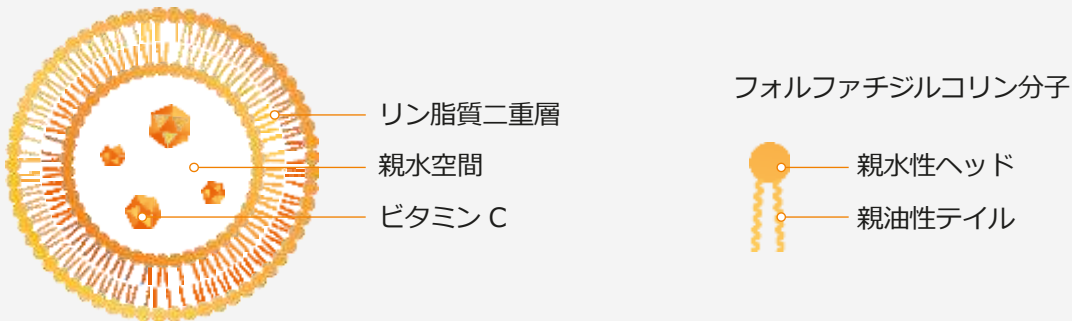 リン脂質二重層
親水空間
ビタミン C
フォルファチジルコリン分子
親水性ヘッド
親油性テイル